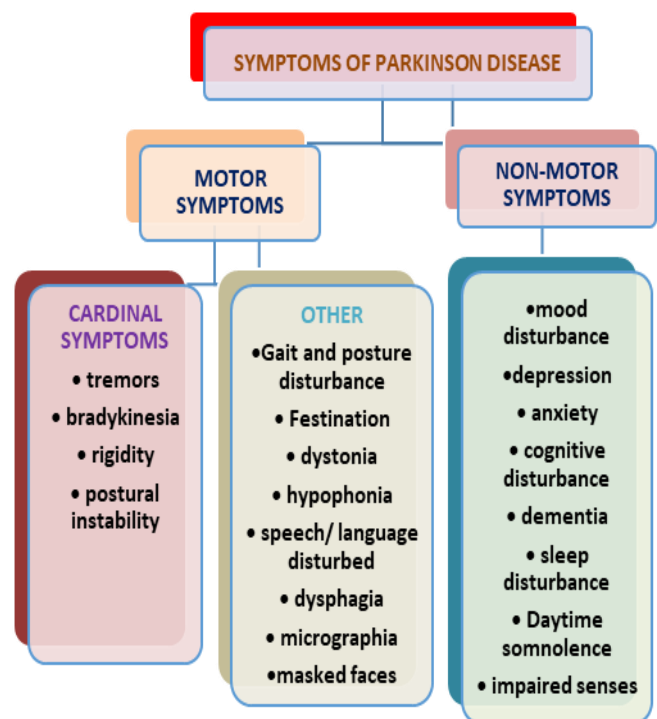 SYMPTOMS OF PARKINSON DISEASE
MOTOR
SYMPTOMS
NON-MOTOR
SYMPTOMS
CARDINAL
SYMPTOMS
• tremors
• bradykinesia
• rigidity
• postural
instability
OTHER
•Gait and posture
disturbance
• Festination
• dystonia
• hypophonia
• speech/ language
disturbed
• dysphagia
• micrographia
•masked faces
•mood
disturbance
•depression
• anxiety
• cognitive
disturbance
• dementia
• sleep
disturbance
• Daytime
somnolence
• impaired senses